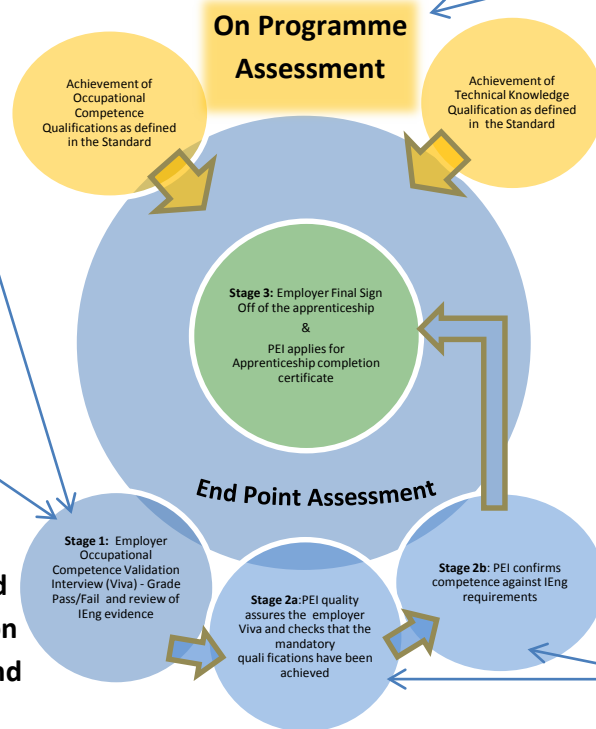 On Programme
Assessment
Achievement of
Occupational
Competence
Qualifications as defined
in the Standard
Achievement of
Technical Knowledge
Qualification as defined
in the Standard
Stage 3: Employer Final Sign
Off of the apprenticeship
&
PEI applies for
Apprenticeship completion
certificate
End Point Assessment
Stage 1: Employer
Occupational
Competence Validation
Interview (Viva) - Grade
Pass/Fail and review of
IEng evidence
Stage 2a:PEI quality
assures the employer
Viva and checks that the
mandatory
quali fications have been
achieved
Stage 2b: PEI confirms
competence against IEng
requirements